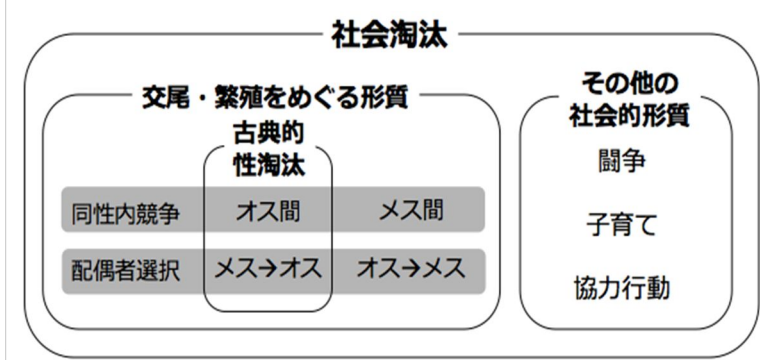 社会淘汰
交尾・繁殖をめぐる形質
古典的
性淘汰
同性内競争 オス間 メス間
配偶者選択 メス→オス オス→メス
その他の
社会的形質
闘争
子育て
協力行動